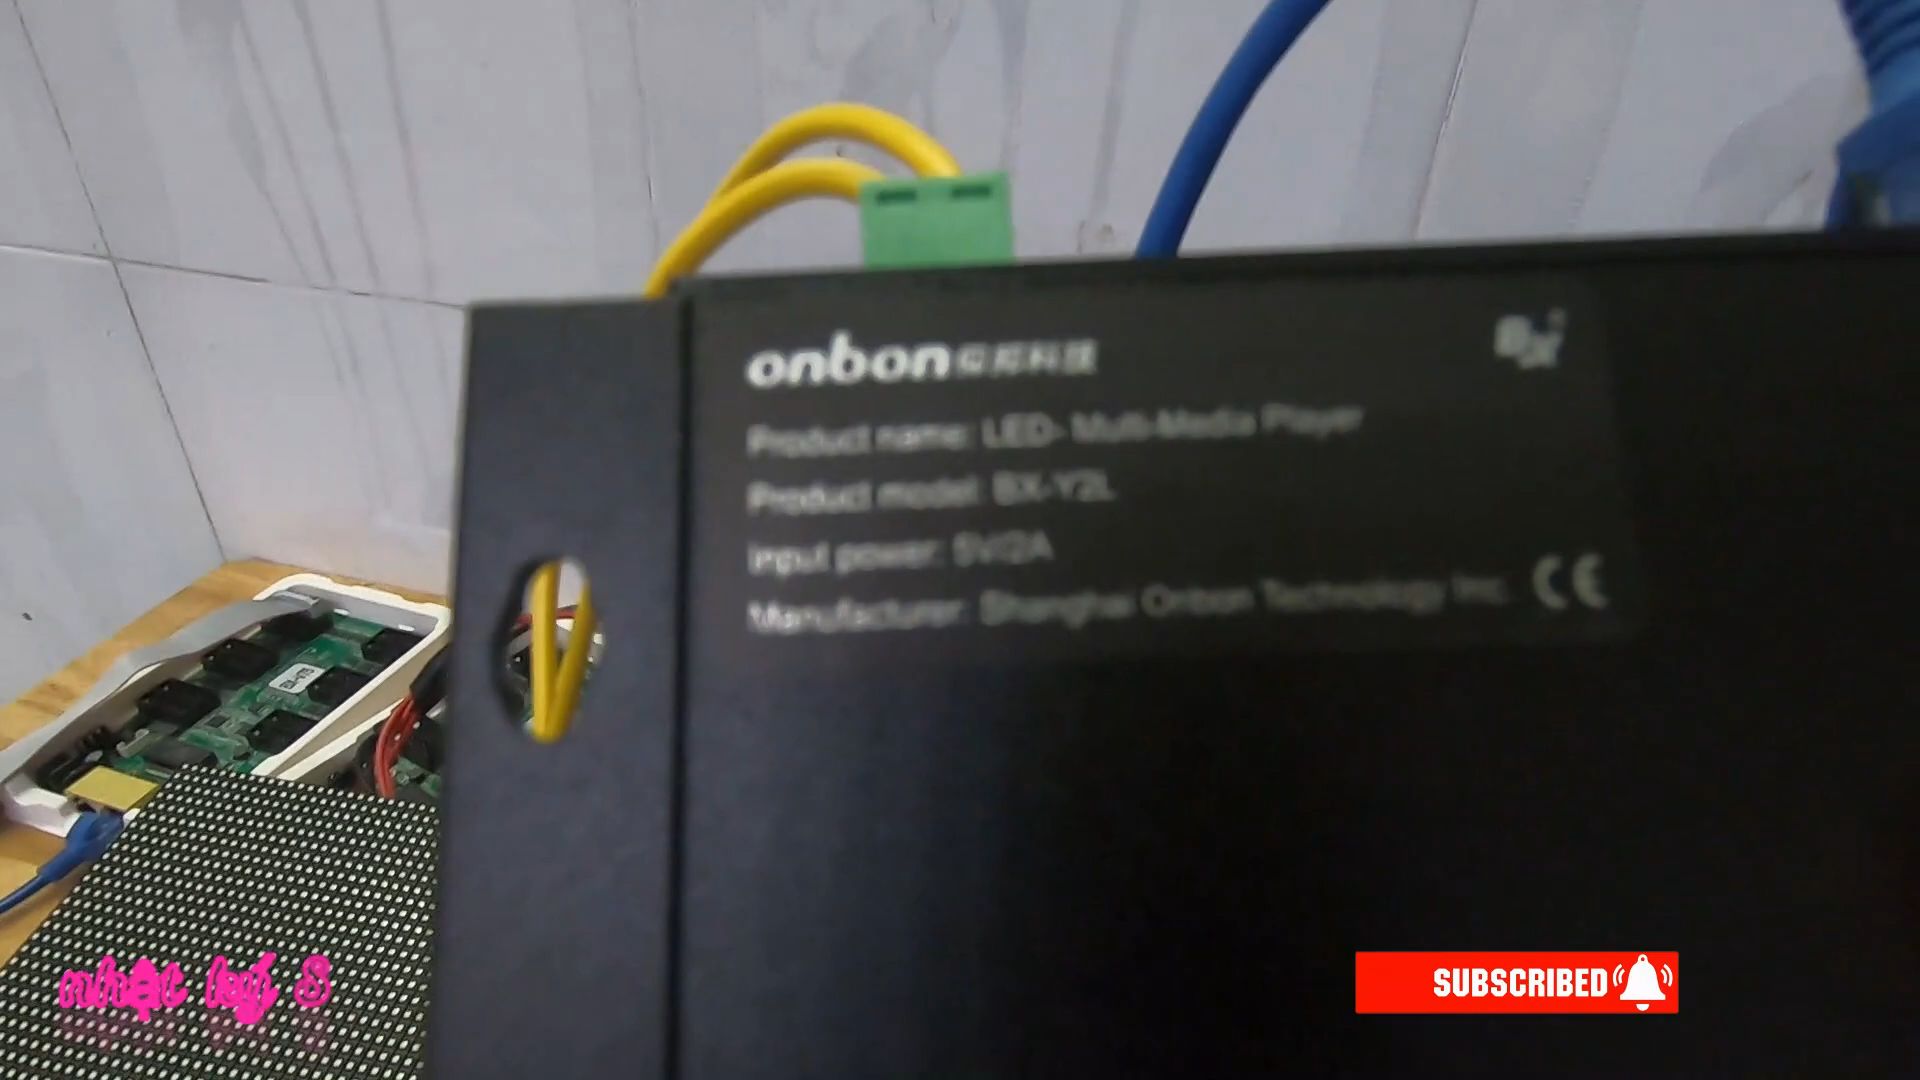 onbon
BX
Product name: LED- Multi-Media Player
Product model: BX-Y2L
Input power: 5V/2A
Manufacturer: Shanghai Onbon Technology Inc.
CE
SUBSCRIBED